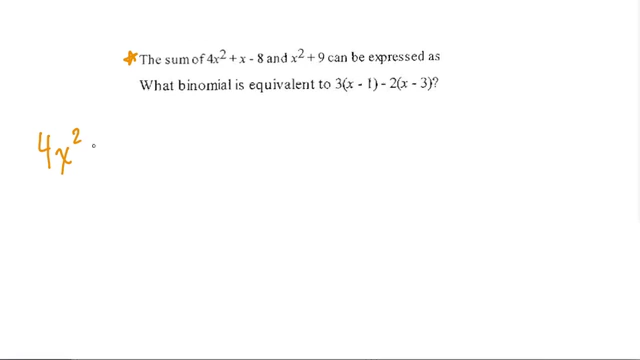 The sum of 4x² + x - 8 and x² + 9 can be expressed as
What binomial is equivalent to 3(x - 1) - 2(x - 3)?
4x²